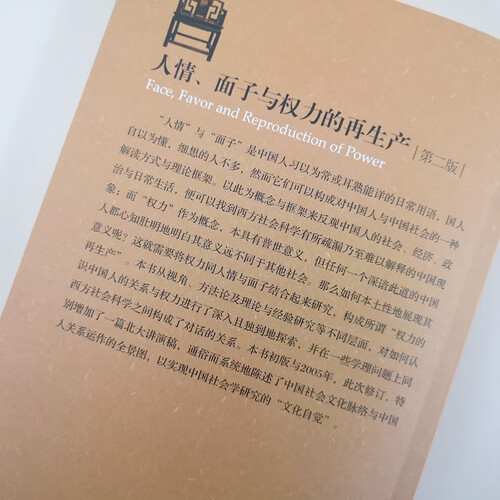 人情、面子与权力的再生产 第二版
Face, Favor and Reproduction of Power
“人情”与“面子”是中国人习以为常或耳熟能详的日常用语，国人
自以为懂，细思的人不多，然而它们可以构成对中国人与中国社会的一种
解读方式与理论框架。以此为概念与框架来反观中国人的社会、经济、政
治与日常生活，便可以找到西方社会科学有所疏漏乃至难以解释的中国现
象；而“权力”作为概念，本具有普世意义，但任何一个深谙此道的中国
人都心知肚明地明白其意义远不同于其他社会。那么如何本土性地展现其
意义呢？这就需要将权力同人情与面子结合起来研究，构成所谓“权力的
再生产”。本书从视角、方法论及理论与经验研究等不同层面，对如何认
识中国人的关系与权力进行了深入且独到地探索，并在一些学理问题上同
西方社会科学之间构成了对话的关系。本书初版与2005年，此次修订，特
别增加了一篇北大讲演稿，通俗而系统地陈述了中国社会文化脉络与中国
人关系运作的全景图，以实现中国社会学研究的“文化自觉”。